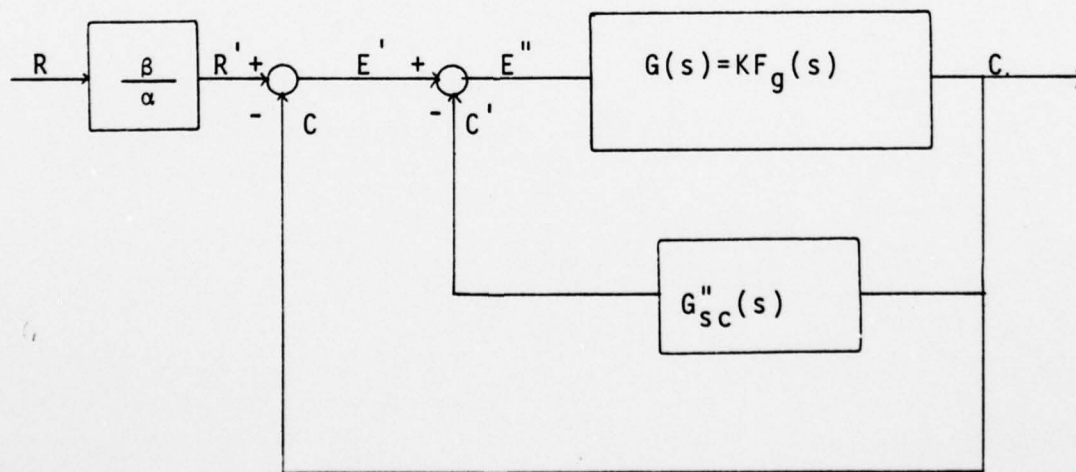 R
β
α
R' +
- C
E' +
- C'
E"
G(s)=KF_g(s)
C.
G"_sc(s)